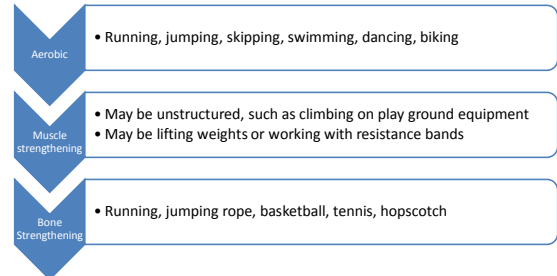 Aerobic
• Running, jumping, skipping, swimming, dancing, biking
Muscle
strengthening
• May be unstructured, such as climbing on play ground equipment
• May be lifting weights or working with resistance bands
Bone
Strengthening
• Running, jumping rope, basketball, tennis, hopscotch